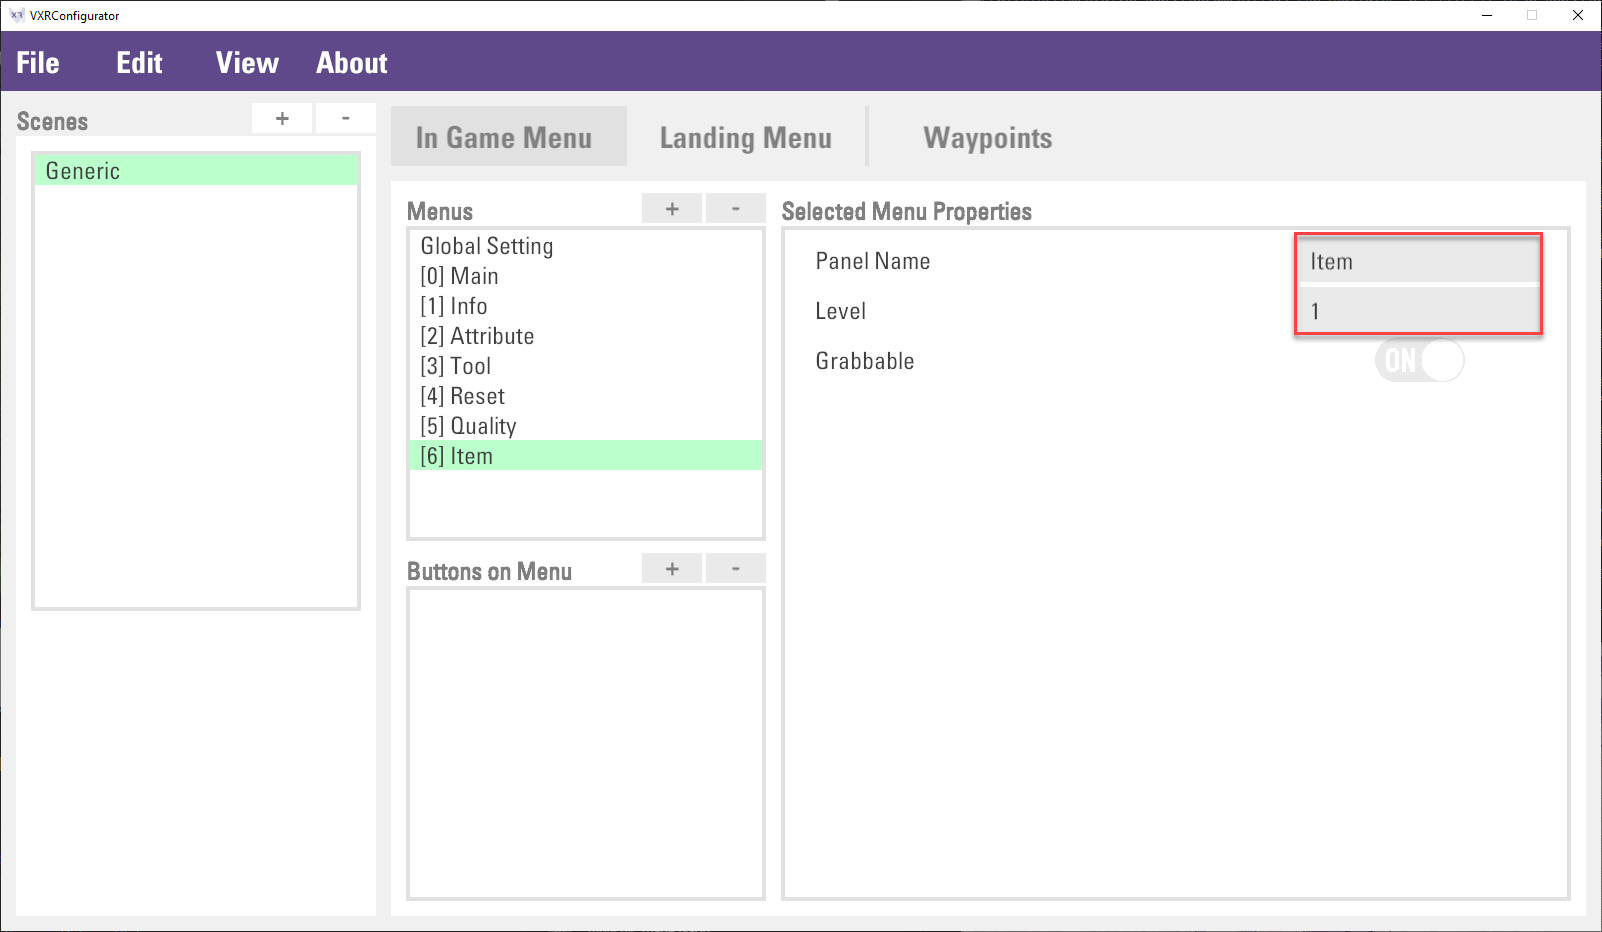 VXRConfigurator
File Edit View About
Scenes + -
Generic
In Game Menu Landing Menu Waypoints
Menus + -
Global Setting
[0] Main
[1] Info
[2] Attribute
[3] Tool
[4] Reset
[5] Quality
[6] Item
Buttons on Menu + -
Selected Menu Properties
Panel Name Item
Level 1
Grabbable ON